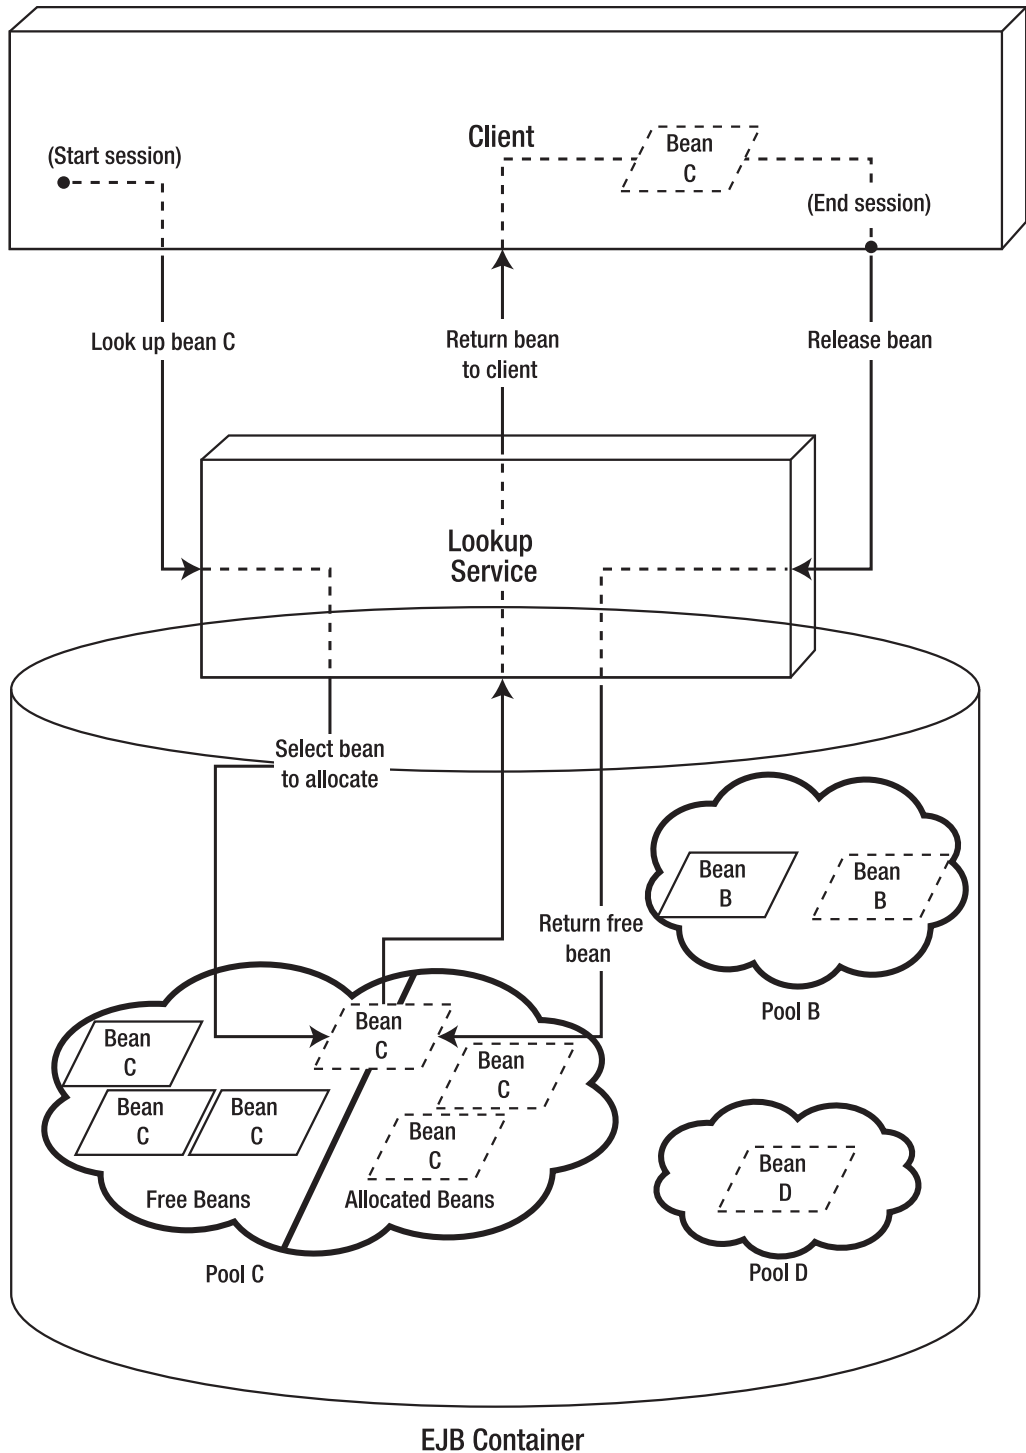 Client
Bean
C
(Start session)
(End session)
Look up bean C
Return bean
to client
Release bean
Lookup
Service
Select bean
to allocate
Bean
B
Bean
B
Return free
bean
Pool B
Bean
C
Bean
C
Bean
C
Bean
C
Bean
C
Bean
C
Free Beans
Allocated Beans
Pool C
Bean
D
Pool D
EJB Container